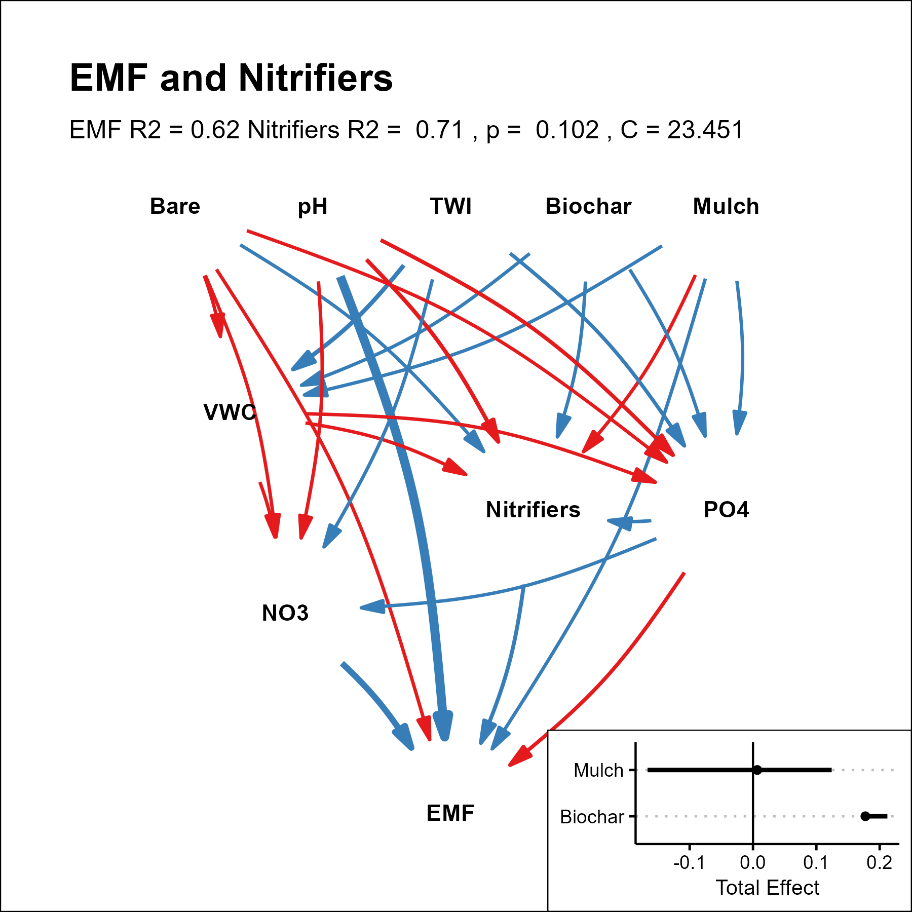 EMF and Nitrifiers
EMF R2 = 0.62 Nitrifiers R2 =  0.71 , p =  0.102 , C = 23.451
Bare pH TWI Biochar Mulch
VWC
Nitrifiers PO4
NO3
EMF
Mulch
Biochar
-0.1 0.0 0.1 0.2
Total Effect